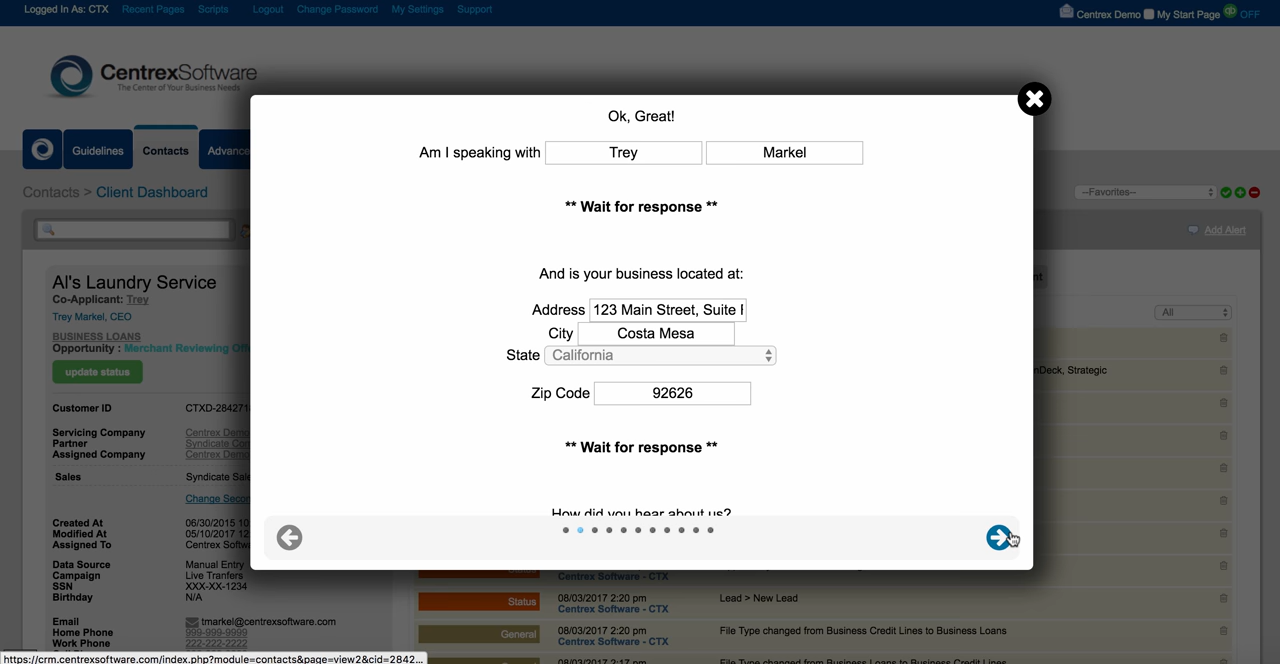 Logged In As: CTX Recent Pages Scripts Logout Change Password My Settings Support Centrex Demo My Start Page OFF
CentrexSoftware
The Center of Your Business Needs
Guidelines Contacts Advance
Contacts > Client Dashboard
--Favorites--
Add Alert
Ok, Great!
Am I speaking with Trey Markel
** Wait for response **
And is your business located at:
Address 123 Main Street, Suite
City Costa Mesa
State California
Zip Code 92626
** Wait for response **
How did you hear about us?
Al's Laundry Service
Co-Applicant: Trey
Trey Markel, CEO
BUSINESS LOANS
Opportunity : Merchant Reviewing Off
update status
Customer ID CTXD-28427
Servicing Company Centrex Demo
Partner Syndicate Con
Assigned Company Centrex Demo
Sales Syndicate Sale
Change Secon
Created At 06/30/2015 10
Modified At 05/10/2017 12
Assigned To Centrex Softw
Data Source Manual Entry
Campaign Live Tranfers
SSN XXX-XX-1234
Birthday N/A
Email tmarkel@centrexsoftware.com
Home Phone 999-999-9999
Work Phone 222-222-2222
All
nt
nDeck, Strategic
Centrex Software - CTX
Status 08/03/2017 2:20 pm Lead > New Lead
Centrex Software - CTX
General 08/03/2017 2:20 pm File Type changed from Business Credit Lines to Business Loans
Centrex Software - CTX
08/03/2017 2:17 pm File Type changed from Business Loans to Business Credit Lines
https://crm.centrexsoftware.com/index.php?module=contacts&page=view2&cid=2842...